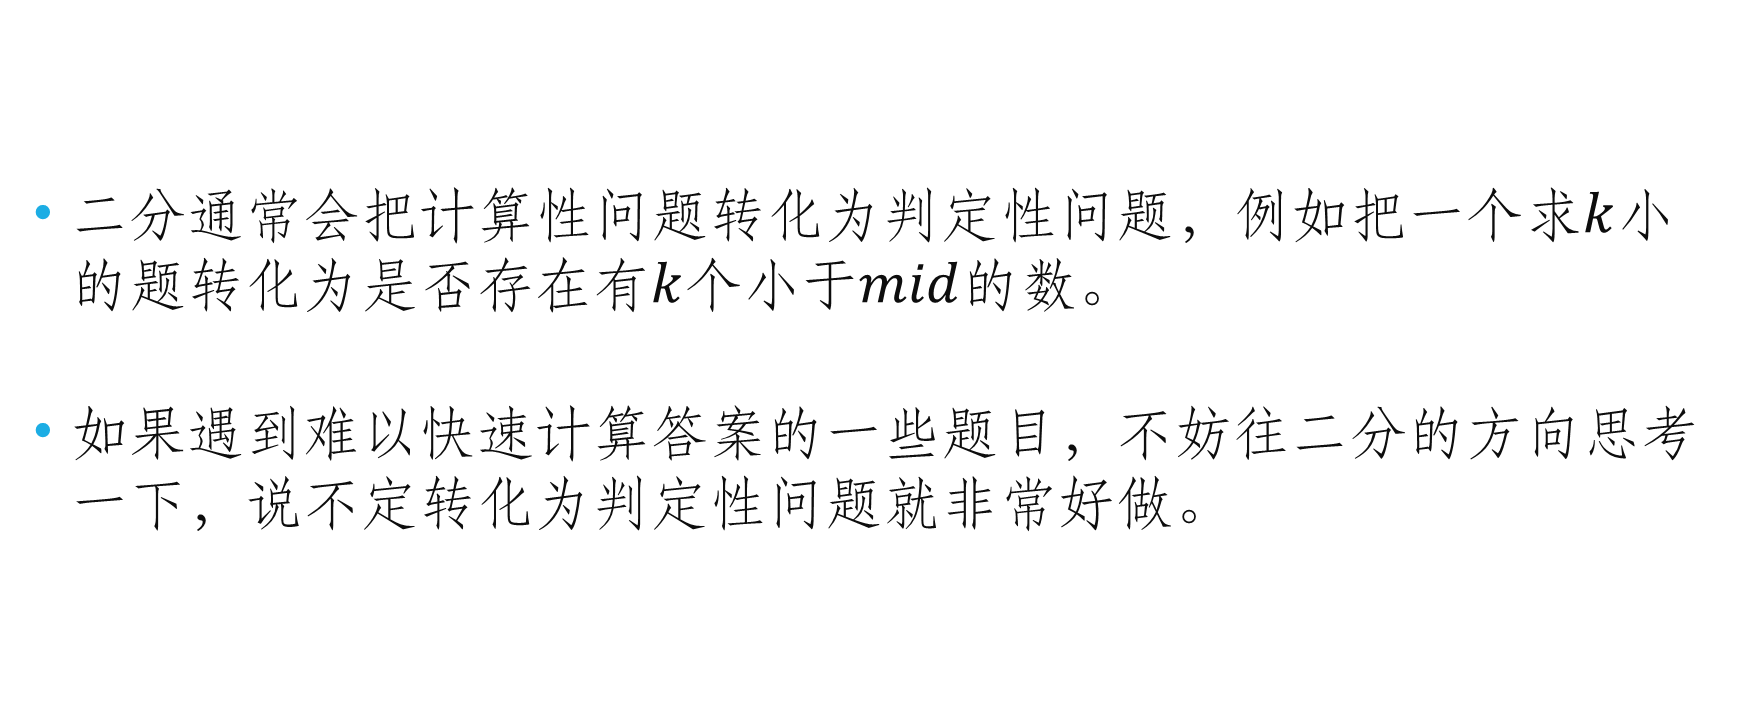 • 二分通常会把计算性问题转化为判定性问题，例如把一个求k小
的题转化为是否存在有k个小于mid的数。
• 如果遇到难以快速计算答案的一些题目，不妨往二分的方向思考
一下，说不定转化为判定性问题就非常好做。